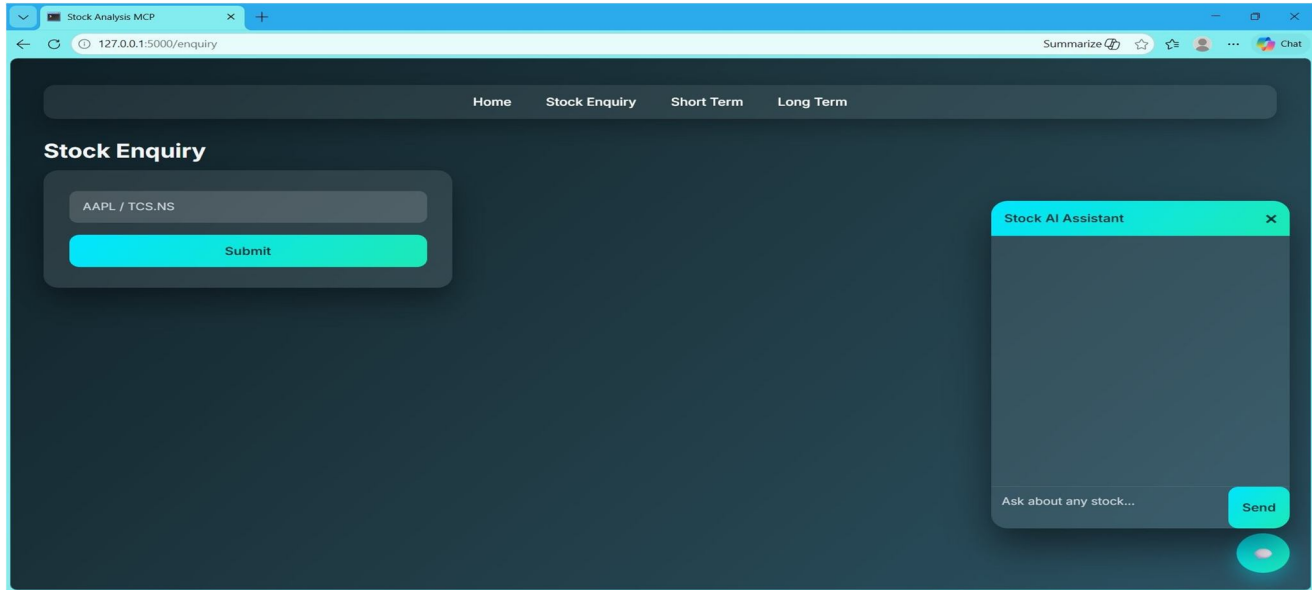 Stock Analysis MCP
127.0.0.1:5000/enquiry
Summarize
Chat
Home Stock Enquiry Short Term Long Term
Stock Enquiry
AAPL / TCS.NS
Submit
Stock AI Assistant
Ask about any stock...
Send